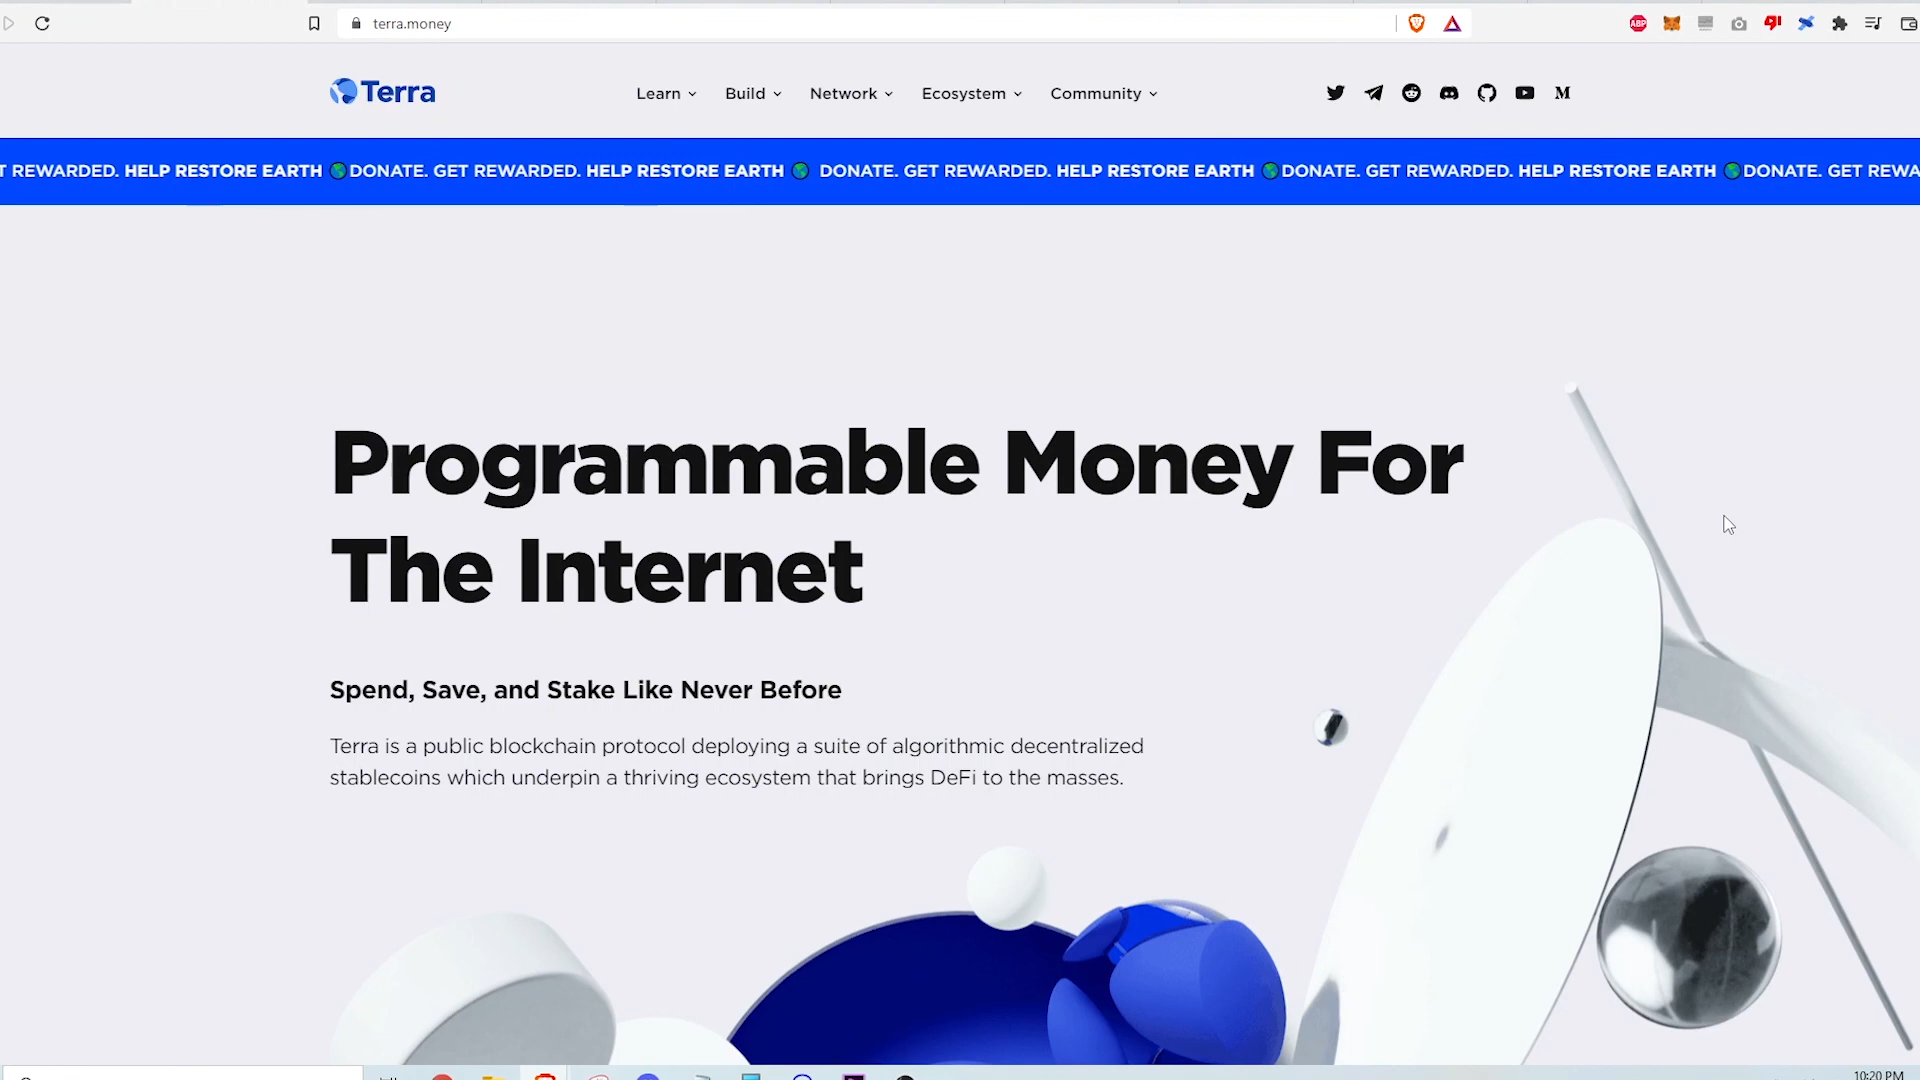 terra.money
ABP
Terra
Learn
Build
Network
Ecosystem
Community
M
T REWARDED. HELP RESTORE EARTH DONATE. GET REWARDED. HELP RESTORE EARTH DONATE. GET REWARDED. HELP RESTORE EARTH DONATE. GET REWARDED. HELP RESTORE EARTH DONATE. GET REWA
Programmable Money For
The Internet
Spend, Save, and Stake Like Never Before
Terra is a public blockchain protocol deploying a suite of algorithmic decentralized
stablecoins which underpin a thriving ecosystem that brings DeFi to the masses.
10:20 PM